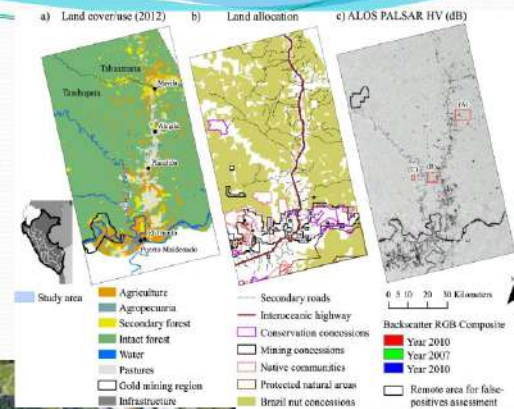 a) Land cover/use (2012)
b) Land allocation
c) ALOS PALSAR HV (dB)
Tahuamanu
Mavila
Alegria
(A)
(B)
(C)
Puerto Maldonado
Study area
Agriculture
Agropecuaria
Secondary forest
Intact forest
Water
Pastures
Gold mining region
Infrastructure
Secondary roads
Interoceanic highway
Conservation concessions
Mining concessions
Native communities
Protected natural areas
Brazil nut concessions
0 5 10 20 30 Kilometers
Backscatter RGB Composite
Year 2010
Year 2007
Year 2010
Remote area for false-
positives assessment